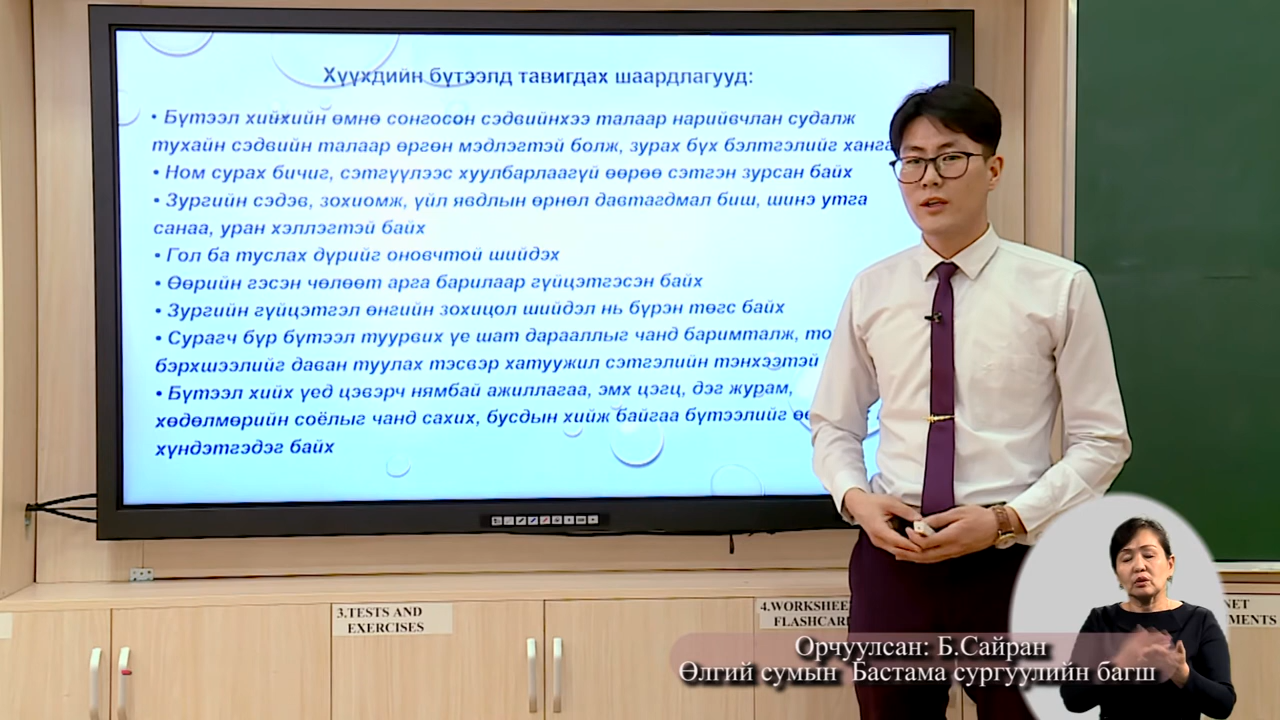 Хүүхдийн бүтээлд тавигдах шаардлагууд:
• Бүтээл хийхийн өмнө сонгосон сэдвийнхээ талаар нарийвчлан судалж
тухайн сэдвийн талаар өргөн мэдлэгтэй болж, зурах бүх бэлтгэлийг
• Ном сурах бичиг, сэтгүүлээс хуулбарлаагүй өөрөө сэтгэн зурсан байх
• Зургийн сэдэв, зохиомж, үйл явдлын өрнөл давтагдмал биш, шинэ утга
санаа, уран хэллэгтэй байх
• Гол ба туслах дүрийг оновчтой шийдэх
• Өөрийн гэсэн чөлөөт арга барилаар гүйцэтгэсэн байх
• Зургийн гүйцэтгэл өнгийн зохицол шийдэл нь бүрэн төгс байх
• Сурагч бүр бүтээл туурвих үе шат дарааллыг чанд баримталж,
бэрхшээлийг даван туулах тэсвэр хатуужил сэтгэлийн тэнхээтэй
• Бүтээл хийх үед цэвэрч нямбай ажиллагаа, эмх цэгц, дэг журам,
хөдөлмөрийн соёлыг чанд сахих, бусдын хийж байгаа бүтээлийг
хүндэтгэдэг байх
3.TESTS AND
EXERCISES
4.WORKSHEE
FLASHCAR
NET
MENTS
Орчуулсан: Б.Сайран
Өлгий сумын Бастама сургуулийн багш